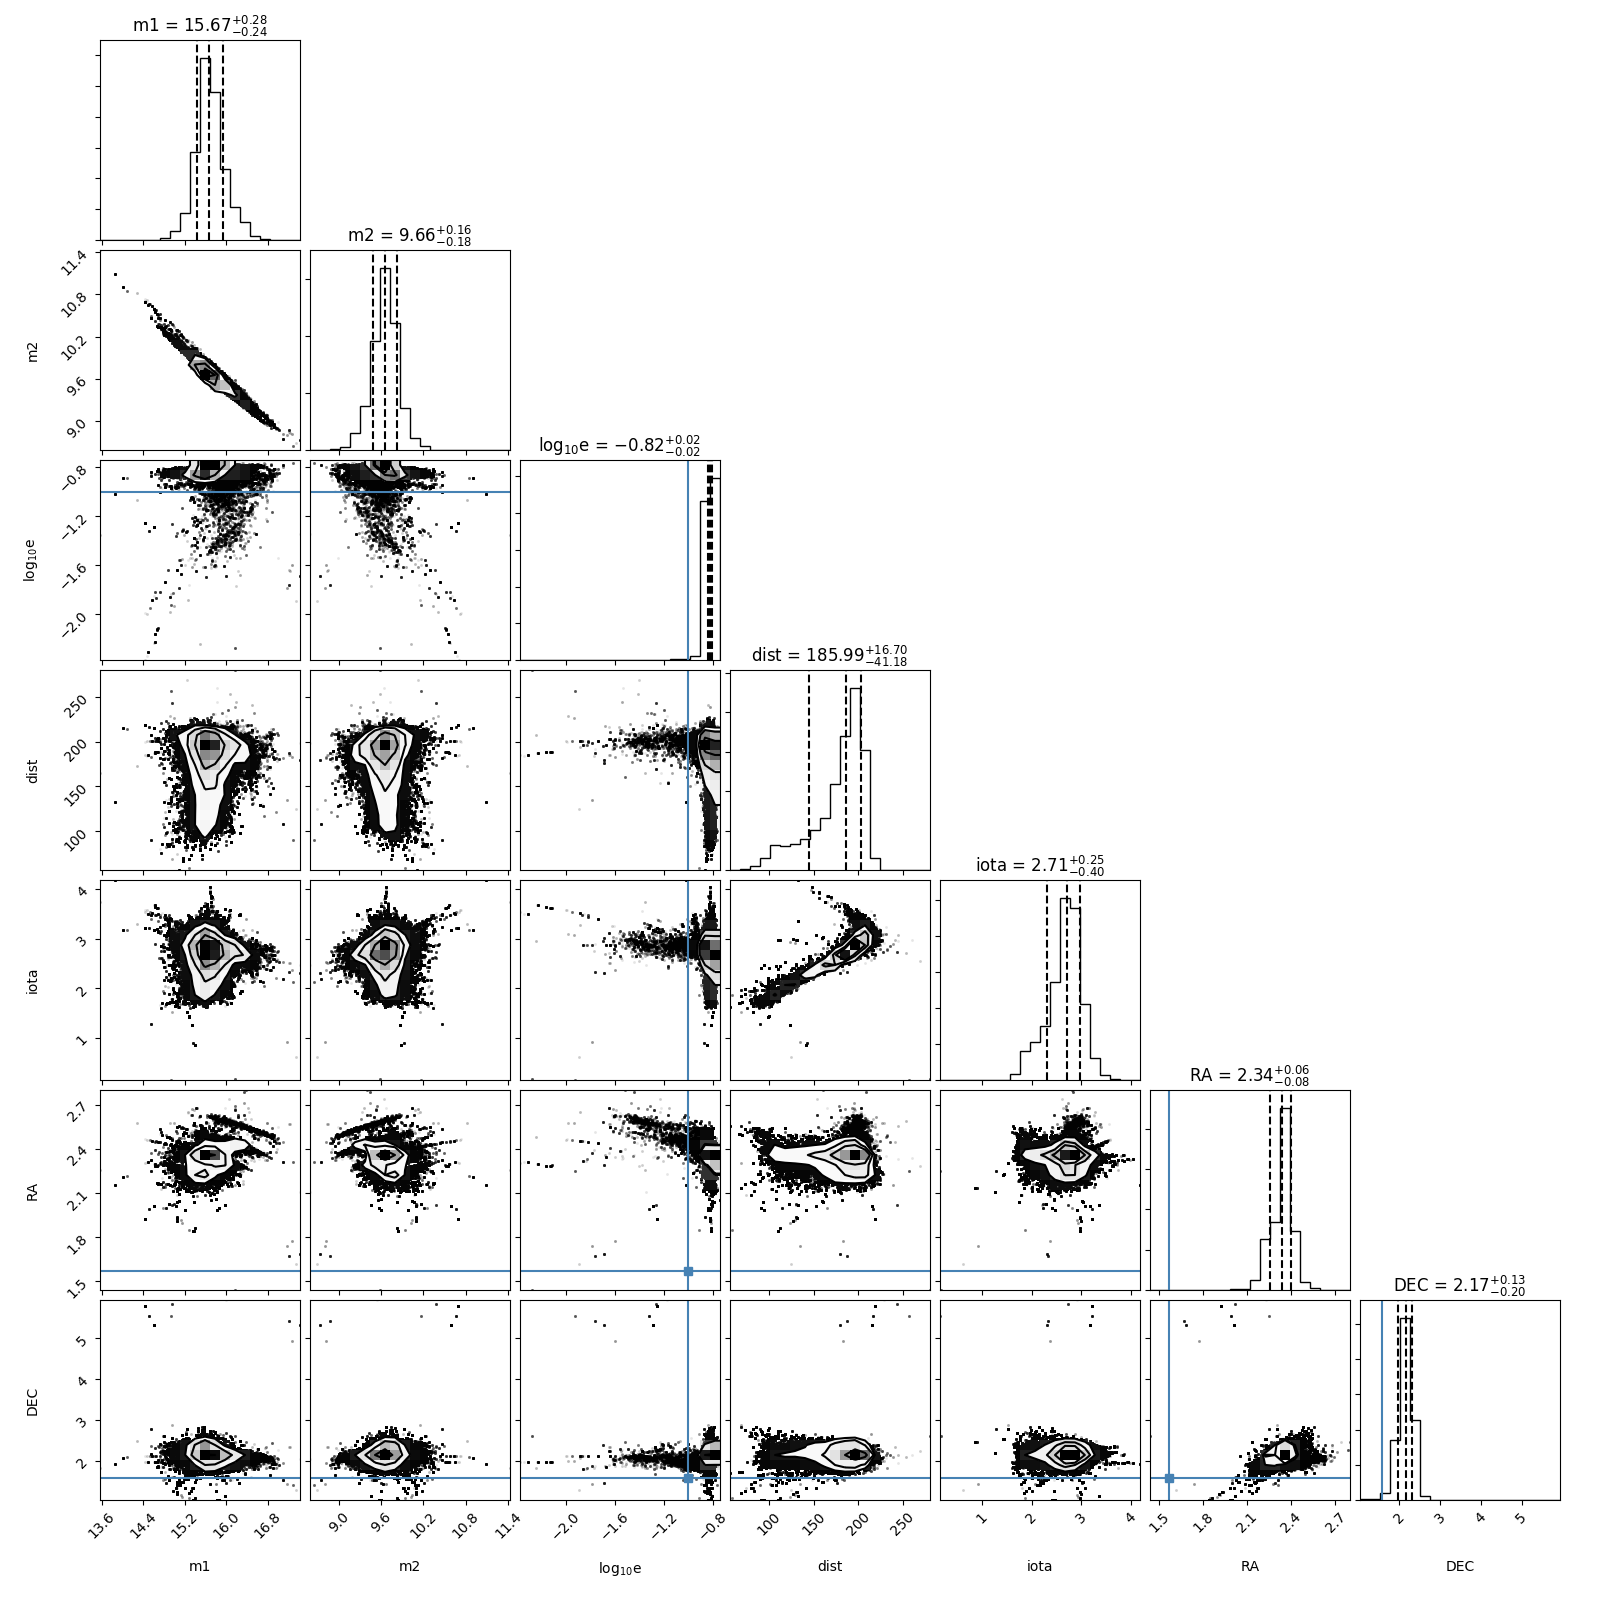 m1 = 15.67+0.28 −0.24
m2 = 9.66+0.16 −0.18
log10e = −0.82+0.02 −0.02
dist = 185.99+16.70 −41.18
iota = 2.71+0.25 −0.40
RA = 2.34+0.06 −0.08
DEC = 2.17+0.13 −0.20
m2
11.4
10.8
10.2
9.6
9.0
log10e
−0.8
−1.2
−1.6
−2.0
dist
250
200
150
100
iota
4
3
2
1
RA
2.7
2.4
2.1
1.8
1.5
DEC
5
4
3
2
13.6 14.4 15.2 16.0 16.8
9.0 9.6 10.2 10.8 11.4
−2.0 −1.6 −1.2 −0.8
100 150 200 250
1 2 3 4
1.5 1.8 2.1 2.4 2.7
2 3 4 5
m1 m2 log10e dist iota RA DEC